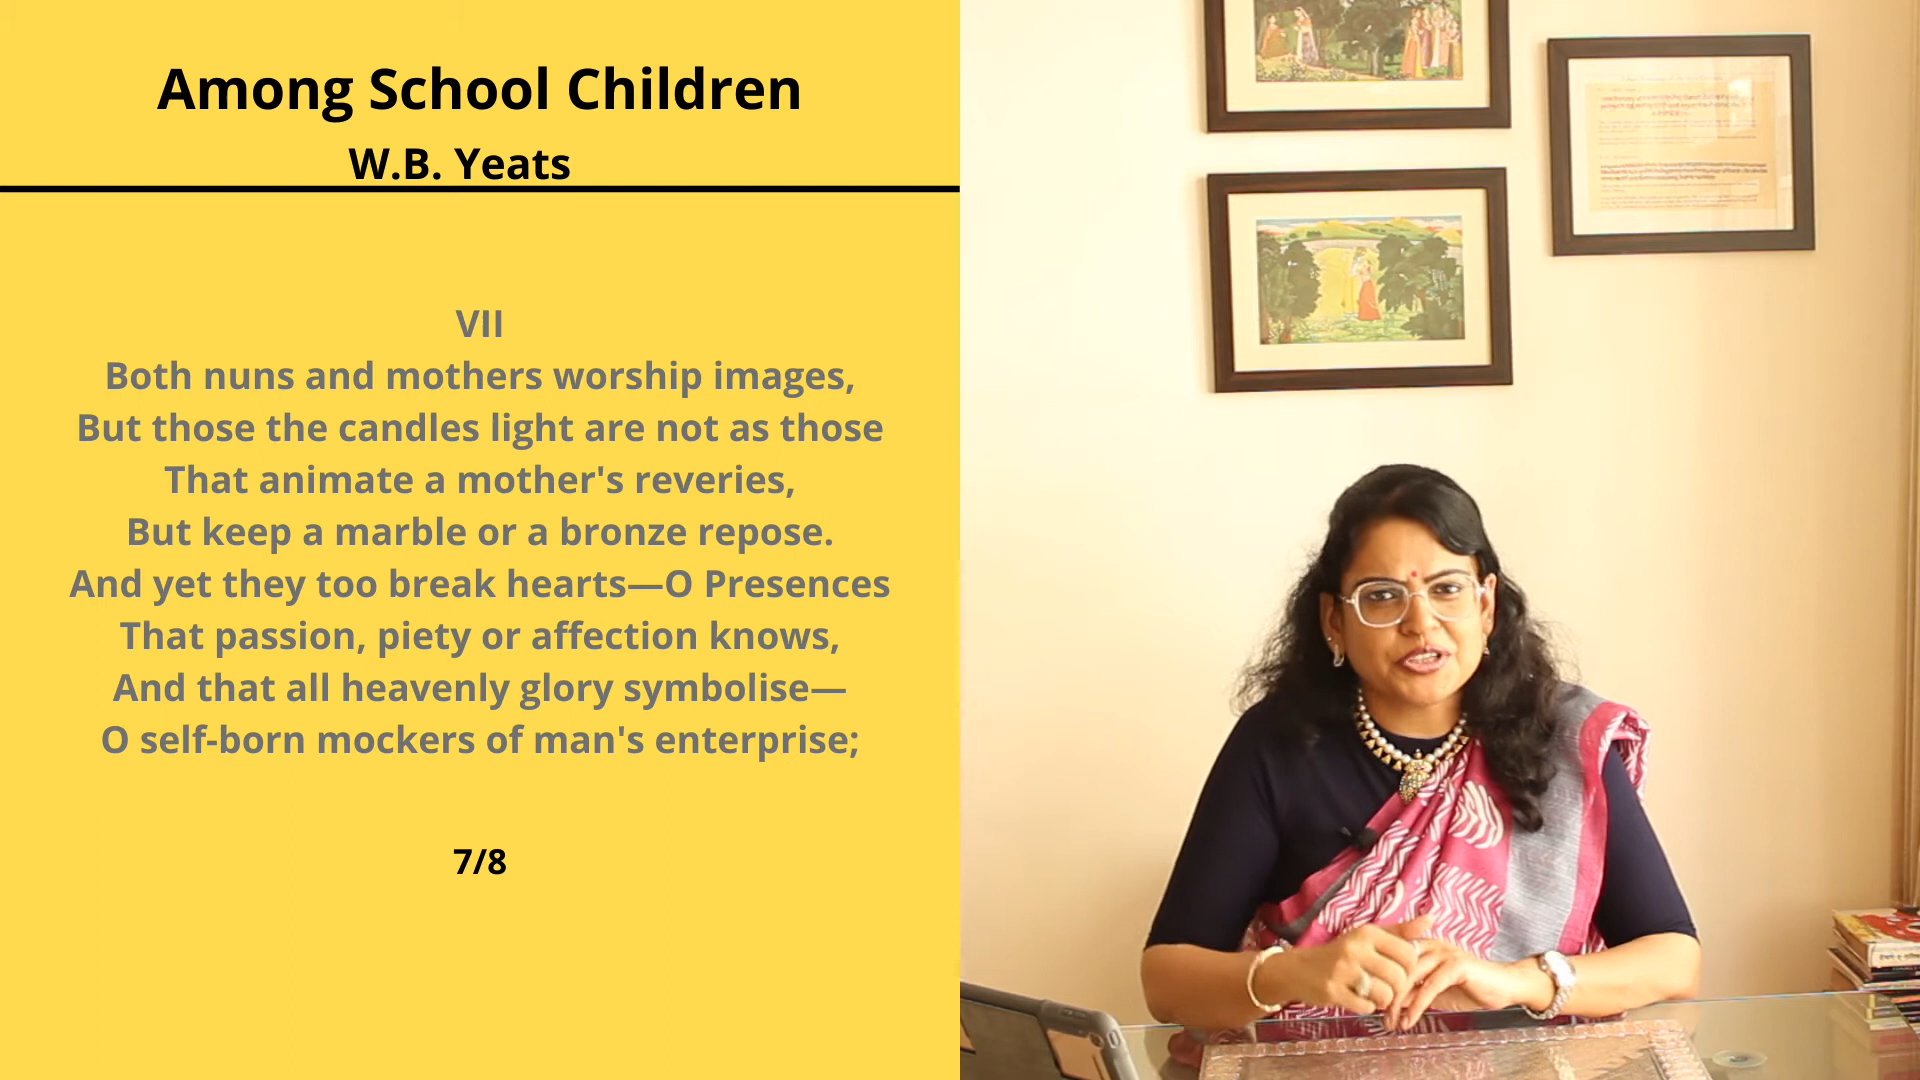 Among School Children
W.B. Yeats
VII
Both nuns and mothers worship images,
But those the candles light are not as those
That animate a mother's reveries,
But keep a marble or a bronze repose.
And yet they too break hearts—O Presences
That passion, piety or affection knows,
And that all heavenly glory symbolise—
O self-born mockers of man's enterprise;
7/8